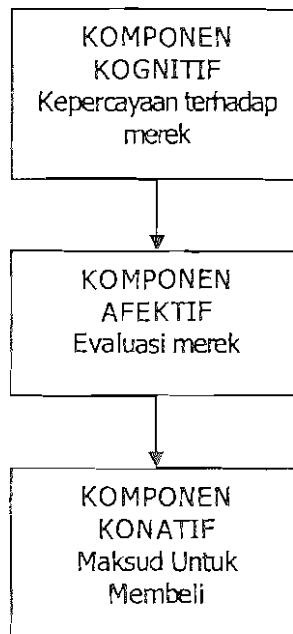 KOMPONEN
KOGNITIF
Kepercayaan terhadap
merek
KOMPONEN
AFEKTIF
Evaluasi merek
KOMPONEN
KONATIF
Maksud Untuk
Membeli